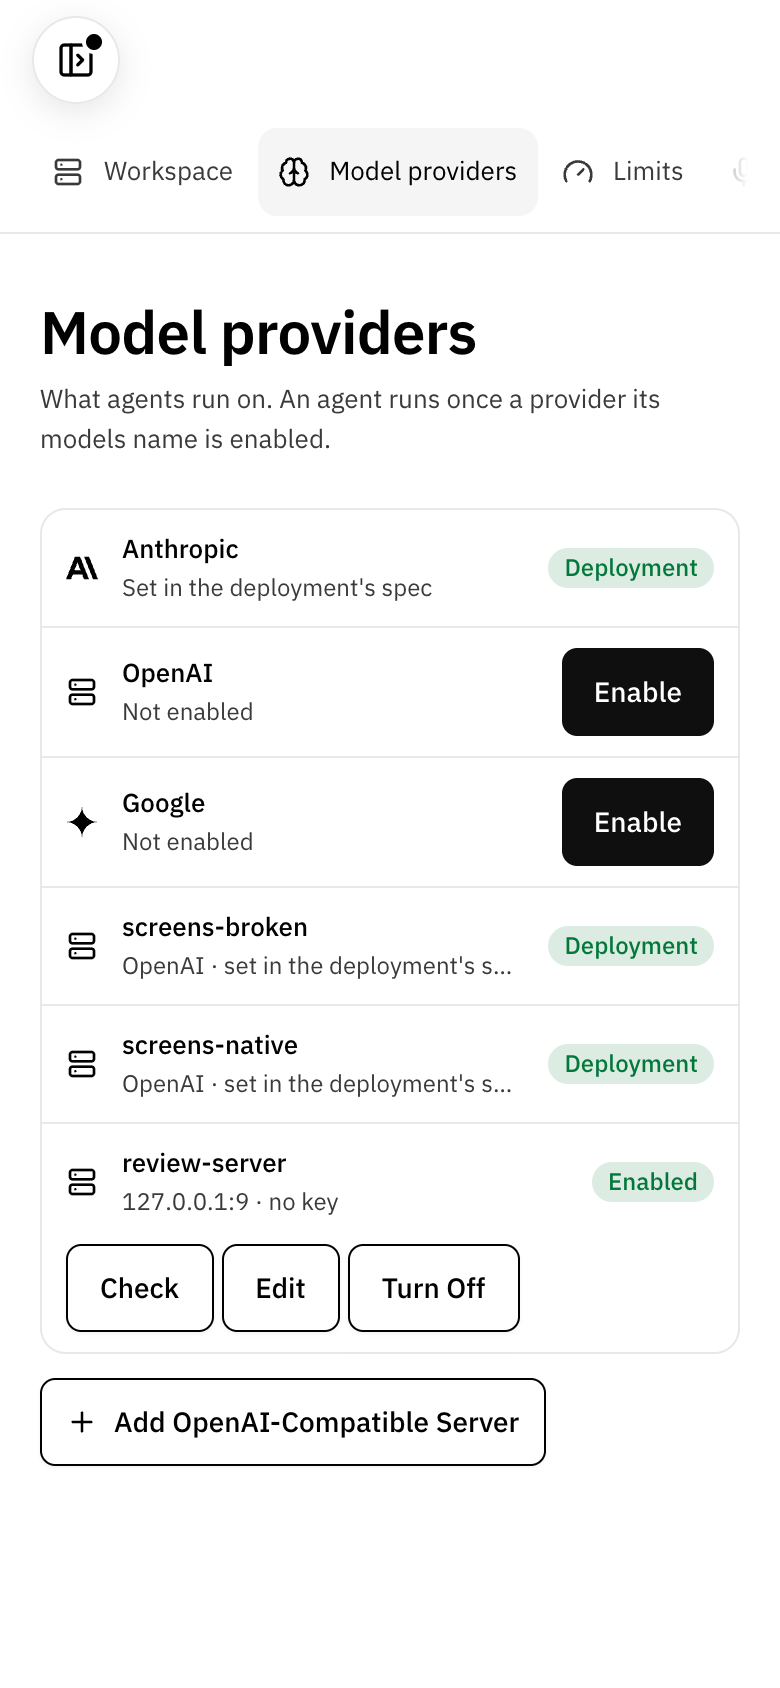 Workspace
Model providers
Limits
Model providers
What agents run on. An agent runs once a provider its
models name is enabled.
Anthropic
Set in the deployment's spec
Deployment
OpenAI
Not enabled
Enable
Google
Not enabled
Enable
screens-broken
OpenAI · set in the deployment's s...
Deployment
screens-native
OpenAI · set in the deployment's s...
Deployment
review-server
127.0.0.1:9 · no key
Enabled
Check
Edit
Turn Off
Add OpenAI-Compatible Server